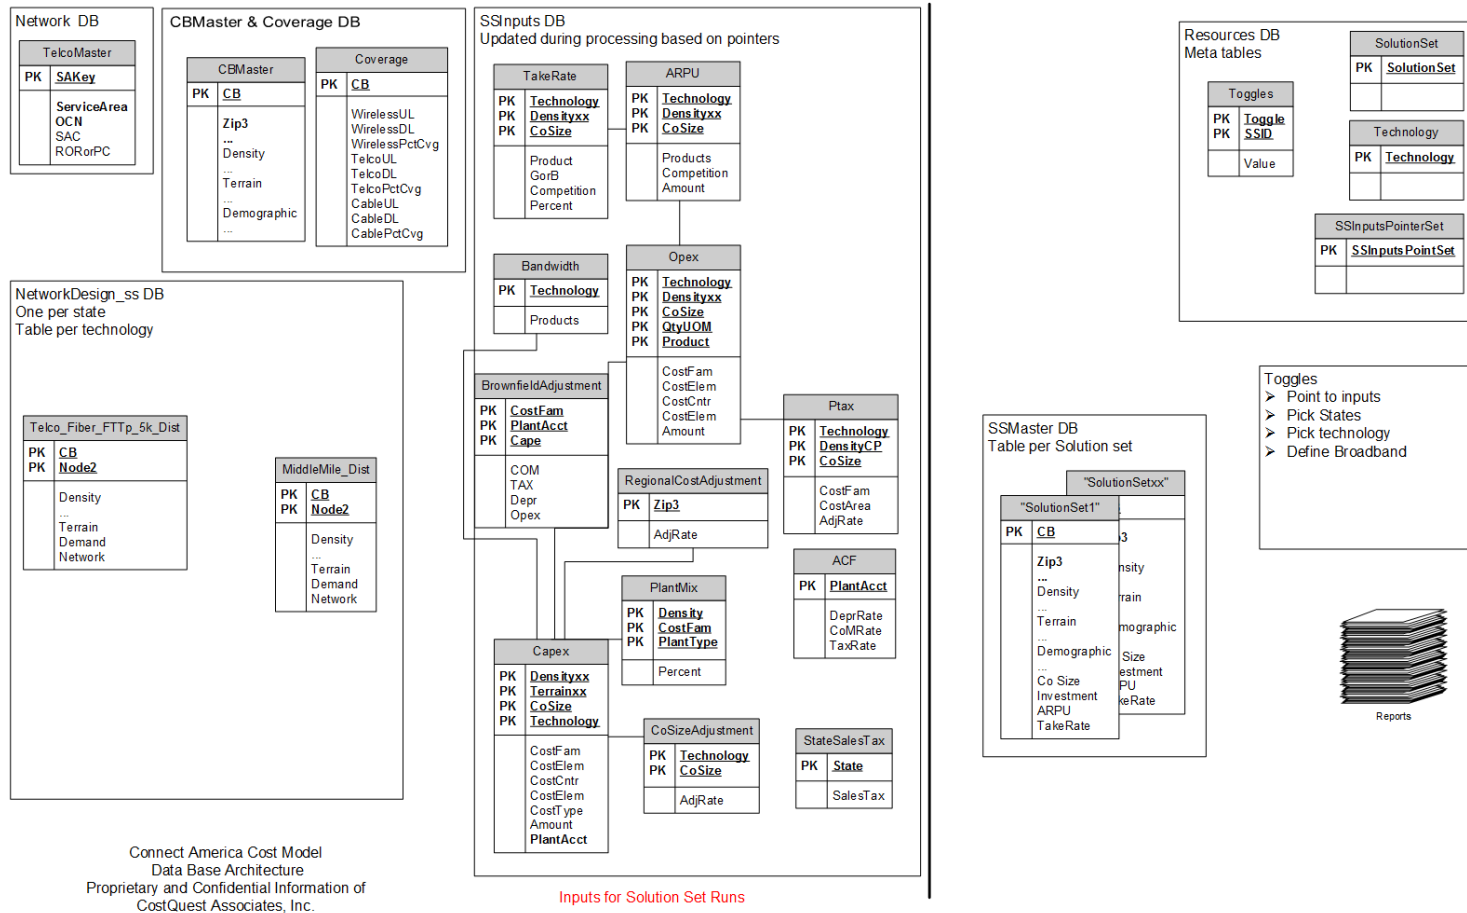 Network DB
TelcoMaster
PK SAKey
ServiceArea
OCN
SAC
RORorPC
CBMaster & Coverage DB
CBMaster
PK CB
Zip3
...
Density
...
Terrain
...
Demographic
...
Coverage
PK CB
WirelessUL
WirelessDL
WirelessPctCvg
TelcoUL
TelcoDL
TelcoPctCvg
CableUL
CableDL
CablePctCvg
NetworkDesign_ss DB
One per state
Table per technology
Telco_Fiber_FTTp_5k_Dist
PK CB
PK Node2
Density
...
Terrain
Demand
Network
MiddleMile_Dist
PK CB
PK Node2
Density
...
Terrain
Demand
Network
Connect America Cost Model
Data Base Architecture
Proprietary and Confidential Information of
CostQuest Associates, Inc.
SSInputs DB
Updated during processing based on pointers
TakeRate
PK Technology
PK Densityxx
PK CoSize
Product
GorB
Competition
Percent
ARPU
PK Technology
PK Densityxx
PK CoSize
Products
Competition
Amount
Bandwidth
PK Technology
Products
Opex
PK Technology
PK Densityxx
PK CoSize
PK QtyUOM
PK Product
CostFam
CostElem
CostCntr
CostElem
Amount
BrownfieldAdjustment
PK CostFam
PK PlantAcct
PK Cape
COM
TAX
Depr
Opex
Ptax
PK Technology
PK DensityCP
PK CoSize
CostFam
CostArea
AdjRate
RegionalCostAdjustment
PK Zip3
AdjRate
ACF
PK PlantAcct
DeprRate
CoMRate
TaxRate
PlantMix
PK Density
PK CostFam
PK PlantType
Percent
Capex
PK Densityxx
PK Terrainxx
PK CoSize
PK Technology
CostFam
CostElem
CostCntr
CostElem
CostType
Amount
PlantAcct
CoSizeAdjustment
PK Technology
PK CoSize
AdjRate
StateSalesTax
PK State
SalesTax
Inputs for Solution Set Runs
Resources DB
Meta tables
Toggles
PK Toggle
PK SSID
Value
SolutionSet
PK SolutionSet
Technology
PK Technology
SSInputsPointerSet
PK SSInputsPointSet
SSMaster DB
Table per Solution set
"SolutionSetxx"
p3
nsity
rrain
mographic
Size
estment
PU
keRate
"SolutionSet1"
PK CB
Zip3
...
Density
...
Terrain
...
Demographic
...
Co Size
Investment
ARPU
TakeRate
Toggles
➢ Point to inputs
➢ Pick States
➢ Pick technology
➢ Define Broadband
Reports